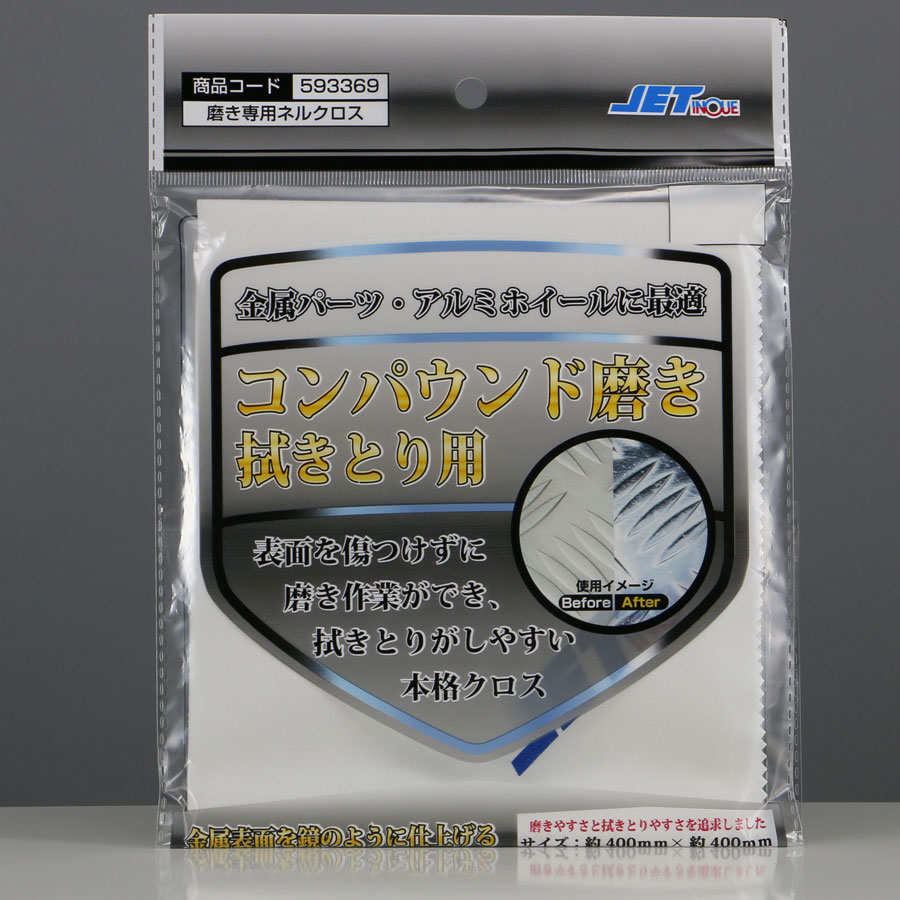 商品コード 593369
磨き専用ネルクロス
JET INOUE
金属パーツ・アルミホイールに最適
コンパウンド磨き
拭きとり用
表面を傷つけずに
磨き作業ができ、
拭きとりがしやすい
本格クロス
使用イメージ
Before After
金属表面を鏡のように仕上げる
磨きやすさと拭きとりやすさを追求しました
サイズ：約400mm×約400mm